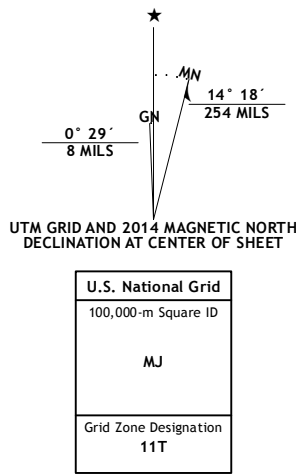 MN
GN
14° 18´
254 MILS
0° 29´
8 MILS
UTM GRID AND 2014 MAGNETIC NORTH
DECLINATION AT CENTER OF SHEET
U.S. National Grid
100,000-m Square ID
MJ
Grid Zone Designation
11T